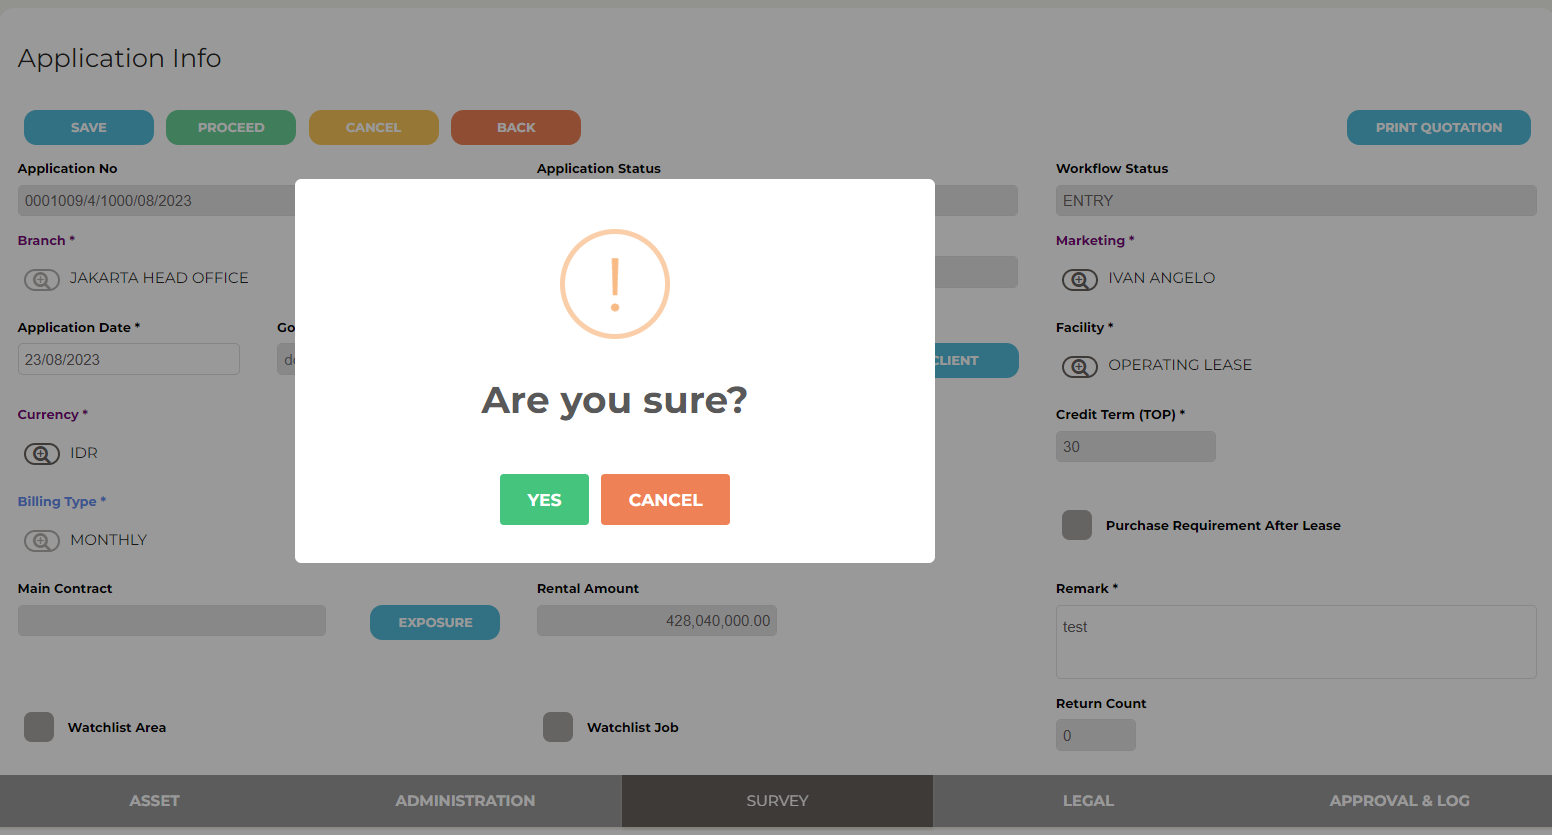 Application Info
SAVE PROCEED CANCEL BACK PRINT QUOTATION
Application No Application Status Workflow Status
0001009/4/1000/08/2023 ENTRY
Branch * Marketing *
JAKARTA HEAD OFFICE IVAN ANGELO
!
Application Date * Go Facility *
23/08/2023 de CLIENT OPERATING LEASE
Are you sure?
Currency * Credit Term (TOP) *
IDR 30
YES CANCEL
Billing Type *
MONTHLY Purchase Requirement After Lease
Main Contract Rental Amount Remark *
EXPOSURE 428,040,000.00 test
Return Count
Watchlist Area Watchlist Job 0
ASSET ADMINISTRATION SURVEY LEGAL APPROVAL & LOG